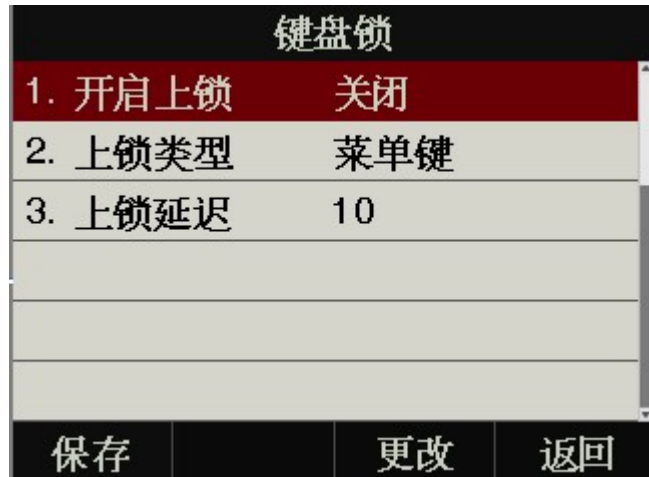 键盘锁
1. 开启上锁 关闭
2. 上锁类型 菜单键
3. 上锁延迟 10
保存 更改 返回